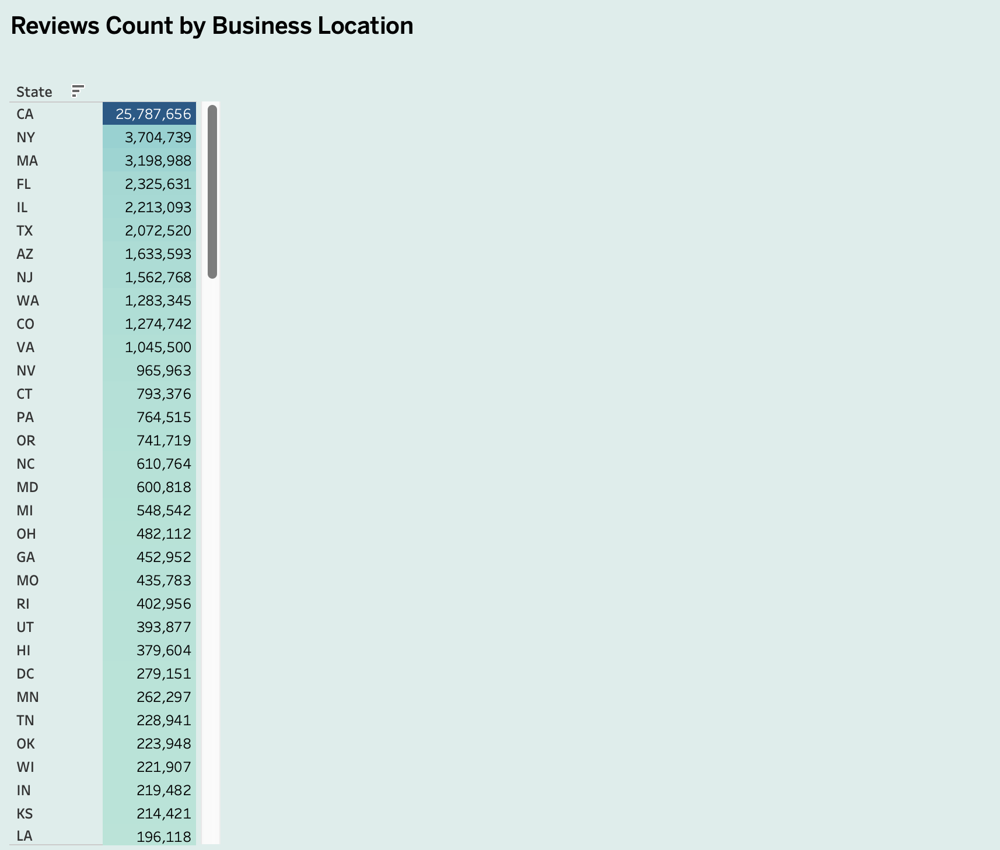 Reviews Count by Business Location
State
CA 25,787,656
NY 3,704,739
MA 3,198,988
FL 2,325,631
IL 2,213,093
TX 2,072,520
AZ 1,633,593
NJ 1,562,768
WA 1,283,345
CO 1,274,742
VA 1,045,500
NV 965,963
CT 793,376
PA 764,515
OR 741,719
NC 610,764
MD 600,818
MI 548,542
OH 482,112
GA 452,952
MO 435,783
RI 402,956
UT 393,877
HI 379,604
DC 279,151
MN 262,297
TN 228,941
OK 223,948
WI 221,907
IN 219,482
KS 214,421
LA 196,118